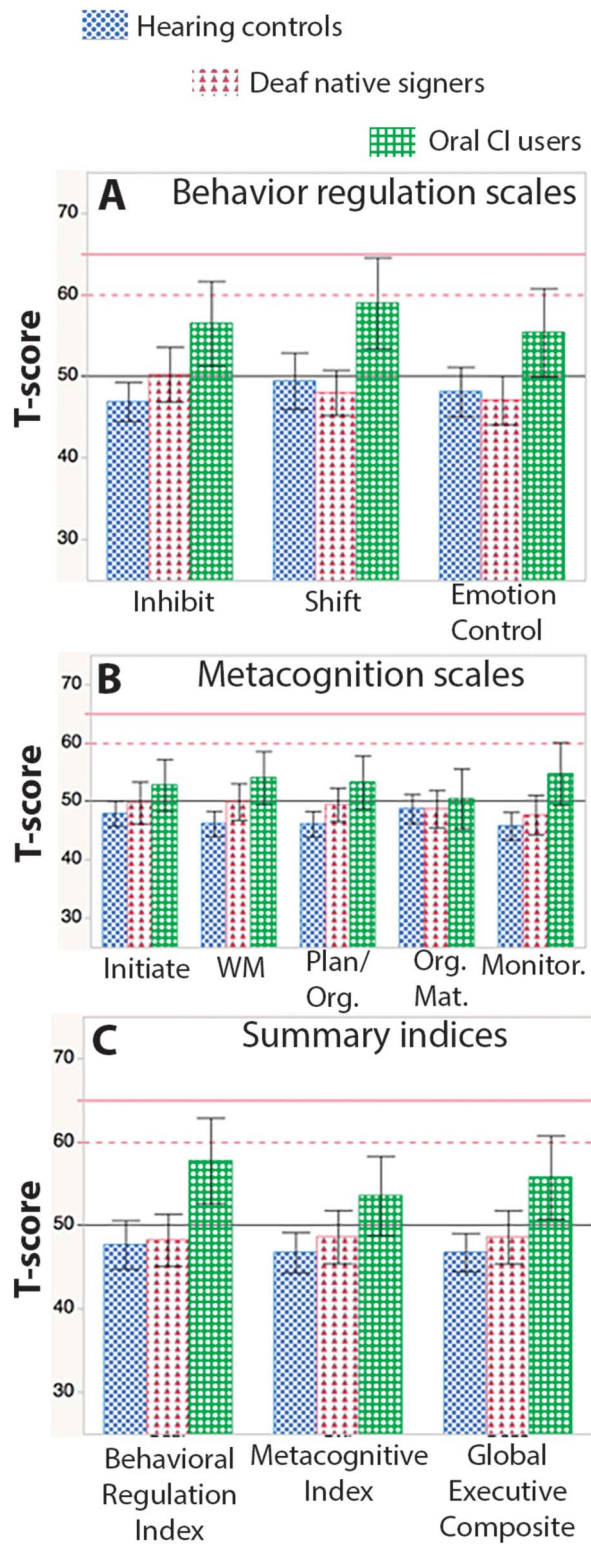 Hearing controls
Deaf native signers
Oral CI users
A Behavior regulation scales
T-score
70
60
50
40
30
Inhibit
Shift
Emotion
Control
B Metacognition scales
T-score
70
60
50
40
30
Initiate
WM
Plan/
Org.
Org.
Mat.
Monitor.
C Summary indices
T-score
70
60
50
40
30
Behavioral
Regulation
Index
Metacognitive
Index
Global
Executive
Composite